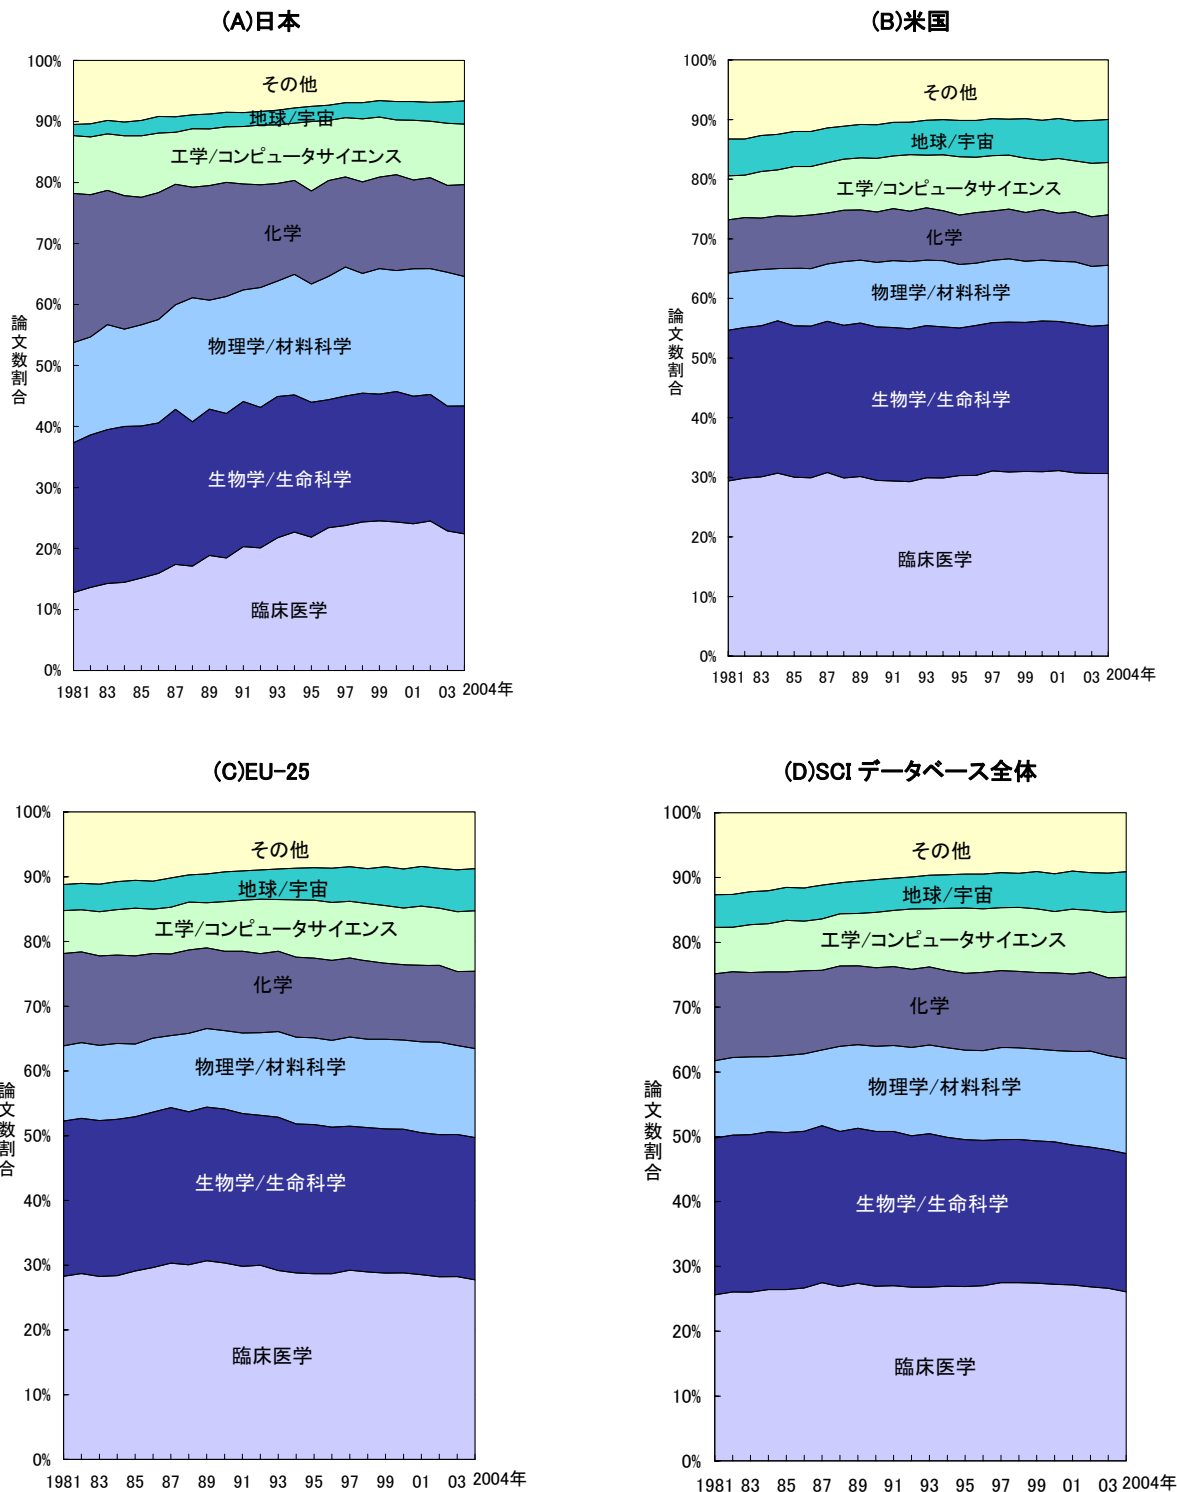 (A)日本
100%
90%
80%
70%
60%
50%
40%
30%
20%
10%
0%
論文数割合
その他
地球/宇宙
工学/コンピュータサイエンス
化学
物理学/材料科学
生物学/生命科学
臨床医学
1981 83 85 87 89 91 93 95 97 99 01 03 2004年
(B)米国
100%
90%
80%
70%
60%
50%
40%
30%
20%
10%
0%
論文数割合
その他
地球/宇宙
工学/コンピュータサイエンス
化学
物理学/材料科学
生物学/生命科学
臨床医学
1981 83 85 87 89 91 93 95 97 99 01 03 2004年
(C)EU-25
100%
90%
80%
70%
60%
50%
40%
30%
20%
10%
0%
論文数割合
その他
地球/宇宙
工学/コンピュータサイエンス
化学
物理学/材料科学
生物学/生命科学
臨床医学
1981 83 85 87 89 91 93 95 97 99 01 03 2004年
(D)SCI データベース全体
100%
90%
80%
70%
60%
50%
40%
30%
20%
10%
0%
論文数割合
その他
地球/宇宙
工学/コンピュータサイエンス
化学
物理学/材料科学
生物学/生命科学
臨床医学
1981 83 85 87 89 91 93 95 97 99 01 03 2004年